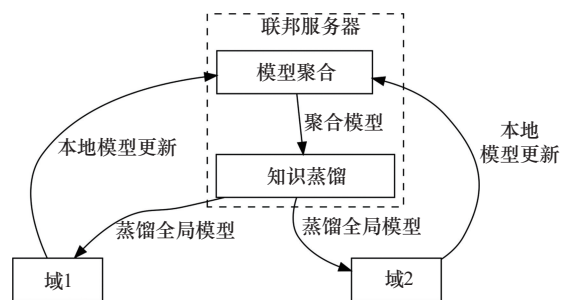 联邦服务器
模型聚合
聚合模型
本地模型更新
本地
模型更新
知识蒸馏
蒸馏全局模型
蒸馏全局模型
域1
域2